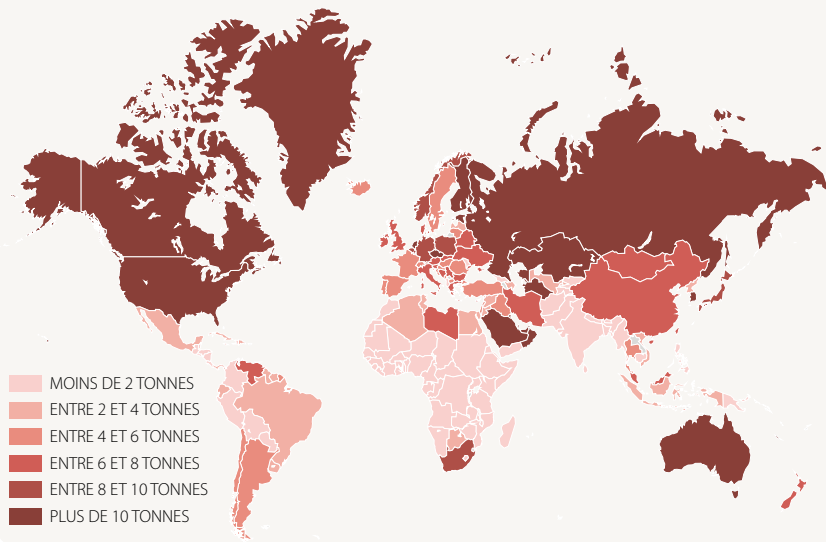 MOINS DE 2 TONNES
ENTRE 2 ET 4 TONNES
ENTRE 4 ET 6 TONNES
ENTRE 6 ET 8 TONNES
ENTRE 8 ET 10 TONNES
PLUS DE 10 TONNES